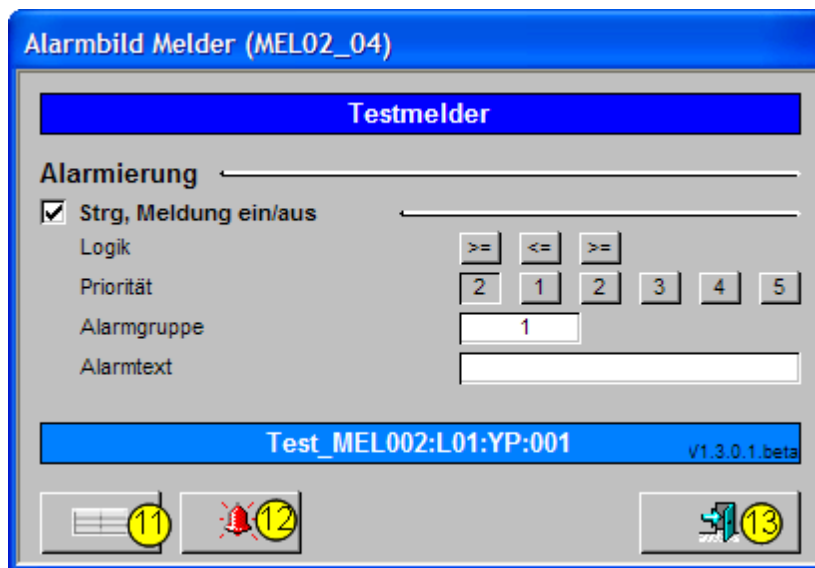 Alarmbild Melder (MEL02_04)
Testmelder
Alarmierung
Strg, Meldung ein/aus
Logik >= <= >=
Priorität 2 1 2 3 4 5
Alarmgruppe 1
Alarmtext
Test_MEL002:L01:YP:001
V1.3.0.1.beta
11 12 13